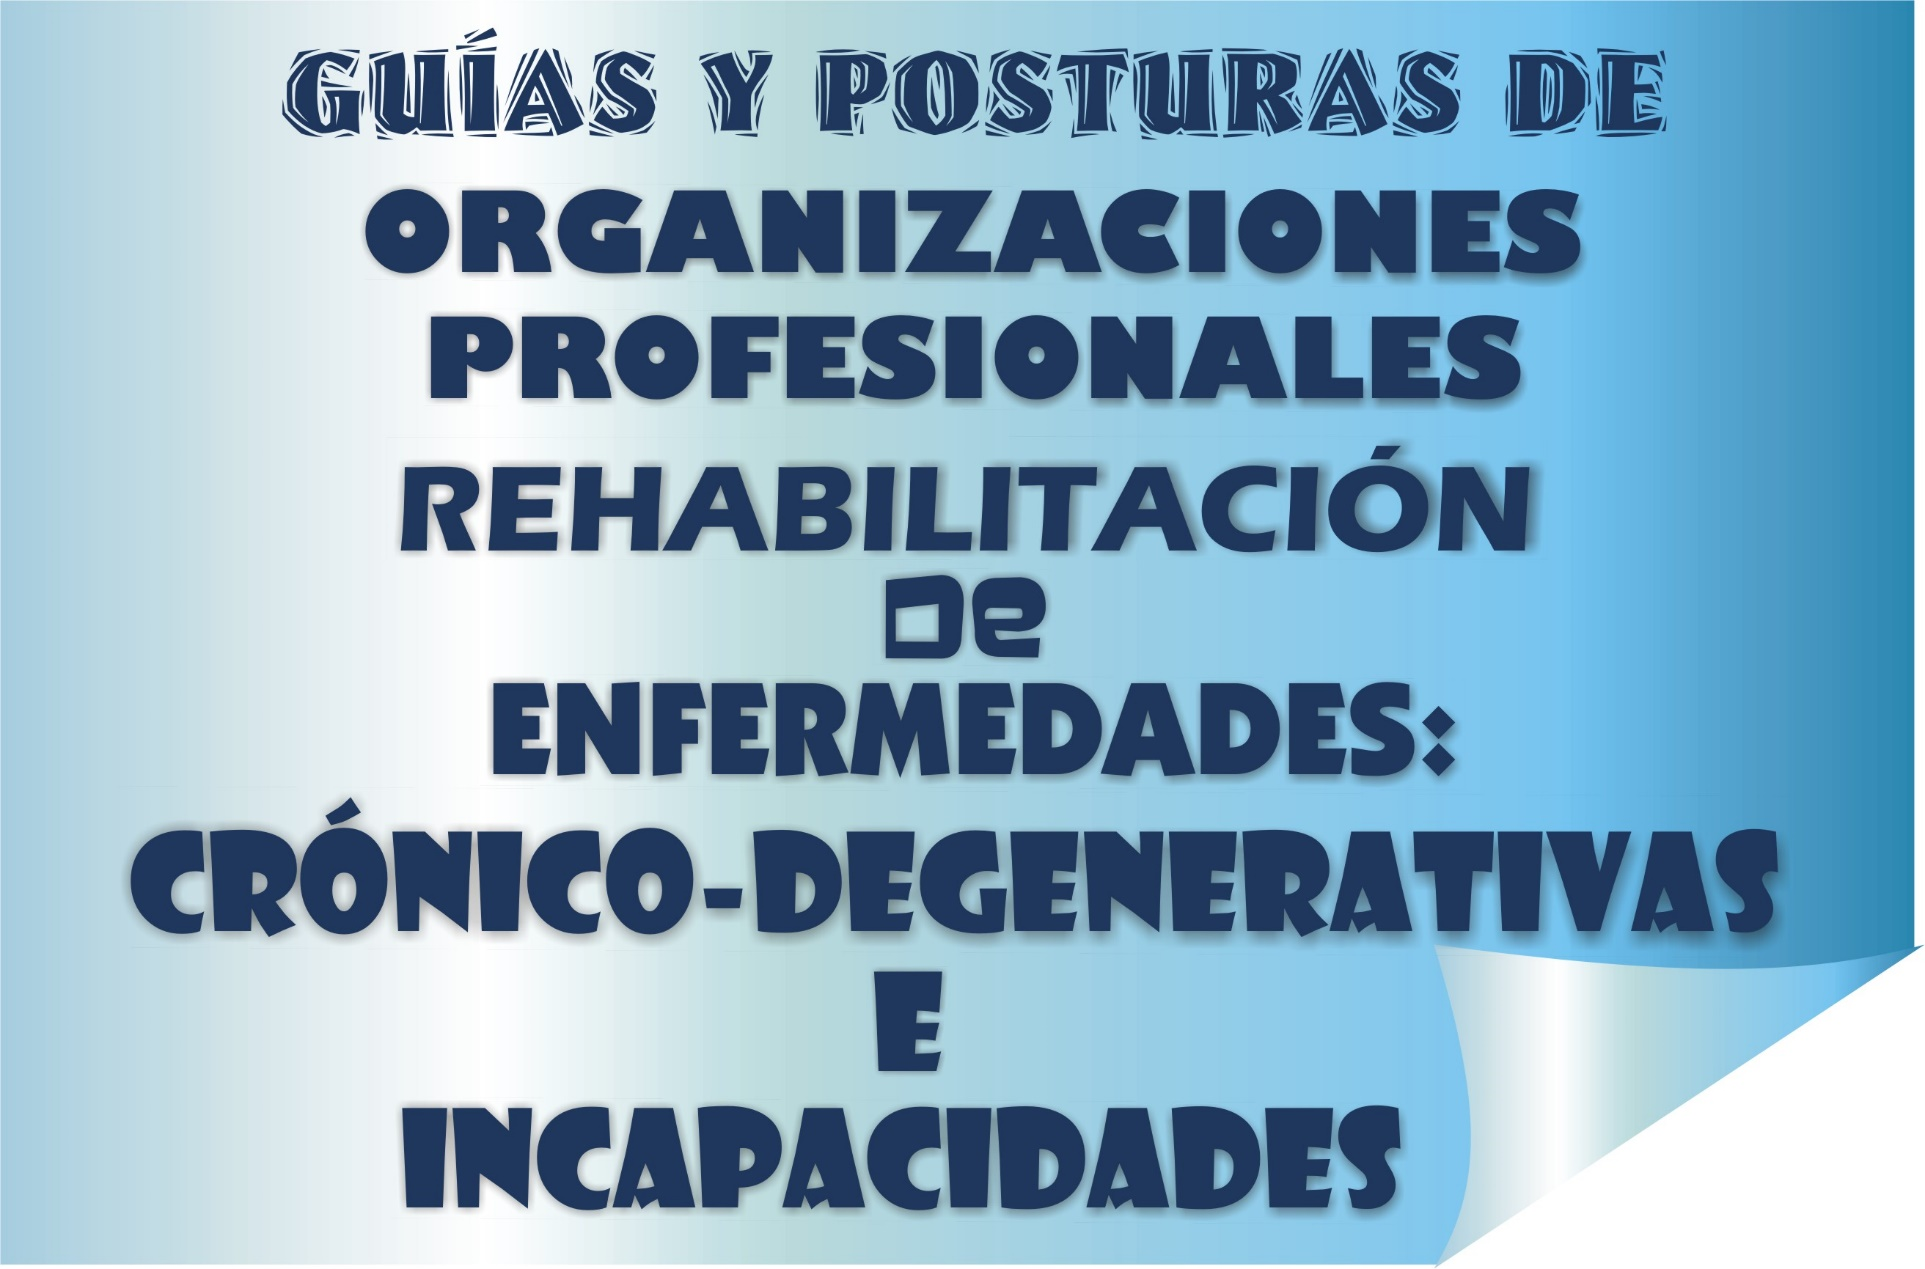 GUÍAS Y POSTURAS DE
ORGANIZACIONES
PROFESIONALES
REHABILITACIÓN
De
ENFERMEDADES:
CRÓNICO-DEGENERATIVAS
E
INCAPACIDADES